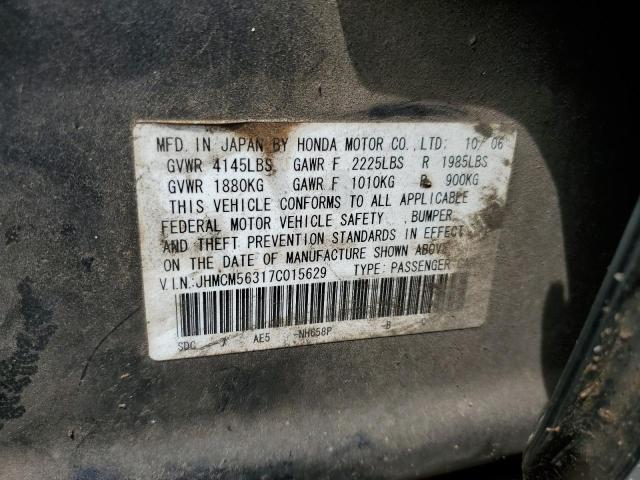 MFD. IN JAPAN BY HONDA MOTOR CO.,LTD: 10/06
GVWR 4145LBS GAWR F 2225LBS R 1985LBS
GVWR 1880KG GAWR F 1010KG R 900KG
THIS VEHICLE CONFORMS TO ALL APPLICABLE
FEDERAL MOTOR VEHICLE SAFETY ,BUMPER,
AND THEFT PREVENTION STANDARDS IN EFFECT
ON THE DATE OF MANUFACTURE SHOWN ABOVE
V.I.N.:JHMCM56317C015629 TYPE: PASSENGER
SDC AE5 -NH658P -B